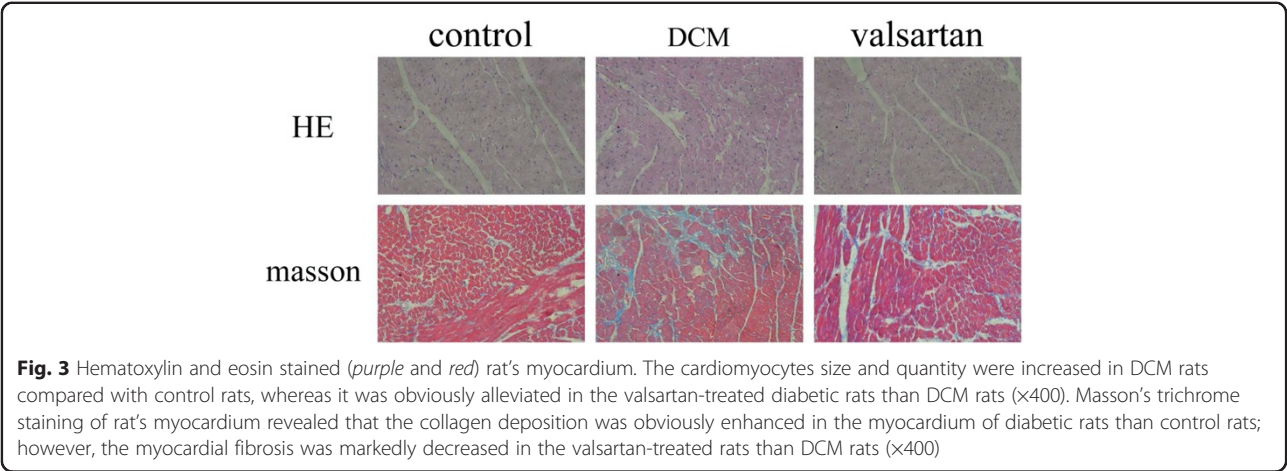 control DCM valsartan
HE
masson
Fig. 3 Hematoxylin and eosin stained (purple and red) rat's myocardium. The cardiomyocytes size and quantity were increased in DCM rats
compared with control rats, whereas it was obviously alleviated in the valsartan-treated diabetic rats than DCM rats (×400). Masson's trichrome
staining of rat's myocardium revealed that the collagen deposition was obviously enhanced in the myocardium of diabetic rats than control rats;
however, the myocardial fibrosis was markedly decreased in the valsartan-treated rats than DCM rats (×400)